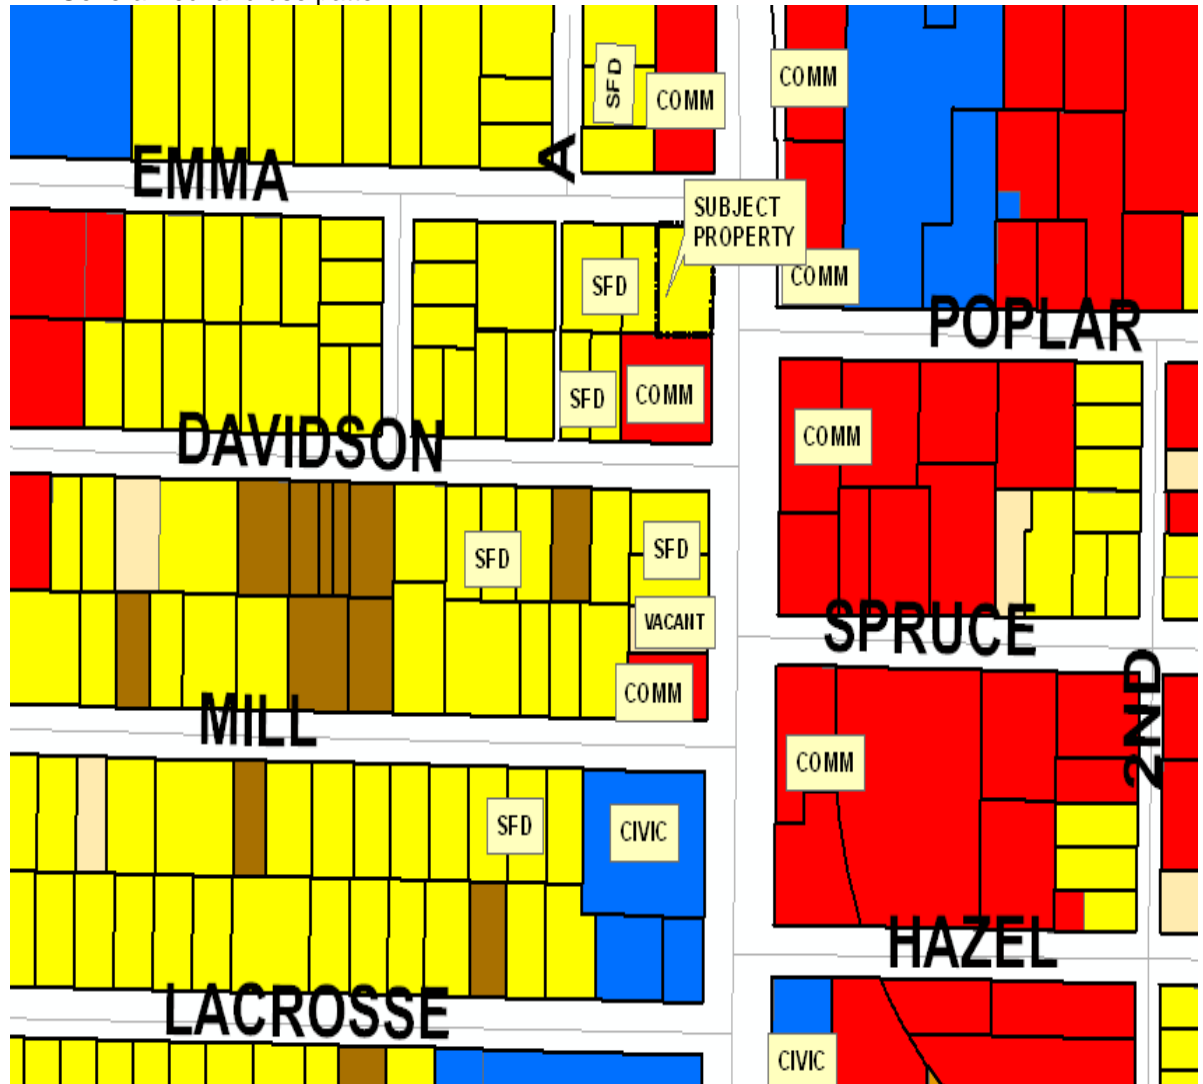 SFD
COMM
COMM
EMMA
A
SUBJECT
PROPERTY
SFD
COMM
POPLAR
SFD
COMM
COMM
DAVIDSON
SFD
SFD
VACANT
SPRUCE
COMM
2ND
MILL
COMM
SFD
CIVIC
HAZEL
LACROSSE
CIVIC